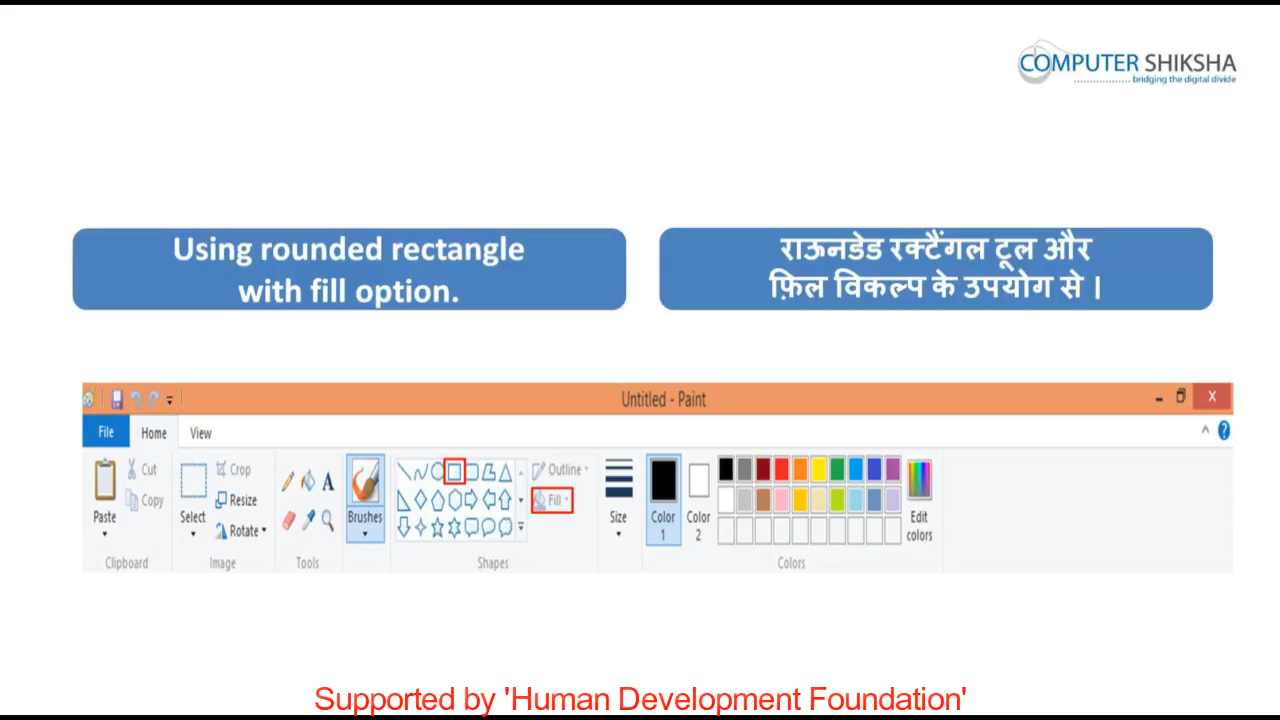 COMPUTER SHIKSHA
bridging the digital divide
Using rounded rectangle
with fill option.
राऊनडेड रक्टैंगल टूल और
फ़िल विकल्प के उपयोग से ।
Untitled - Paint
File Home View
Paste
Cut
Copy
Clipboard
Select
Crop
Resize
Rotate
Image
A
Tools
Brushes
Outline
Fill
Shapes
Size
Color
1
Color
2
Edit
colors
Colors
Supported by 'Human Development Foundation'